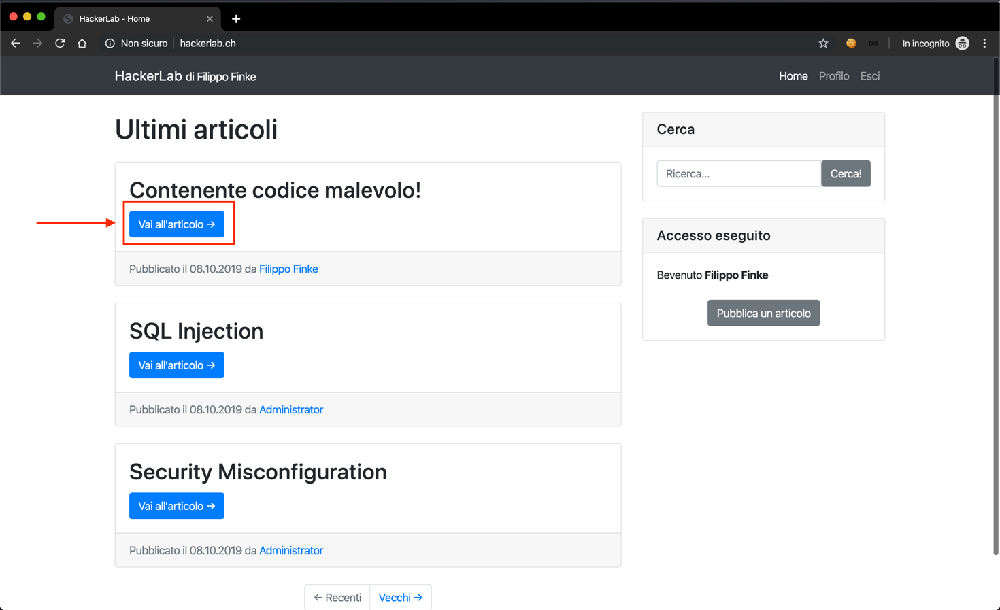 HackerLab - Home
Non sicuro hackerlab.ch In incognito
HackerLab di Filippo Finke Home Profilo Esci
Ultimi articoli
Contenente codice malevolo!
Vai all'articolo →
Pubblicato il 08.10.2019 da Filippo Finke
SQL Injection
Vai all'articolo →
Pubblicato il 08.10.2019 da Administrator
Security Misconfiguration
Vai all'articolo →
Pubblicato il 08.10.2019 da Administrator
← Recenti Vecchi →
Cerca
Ricerca... Cerca!
Accesso eseguito
Bevenuto Filippo Finke
Pubblica un articolo